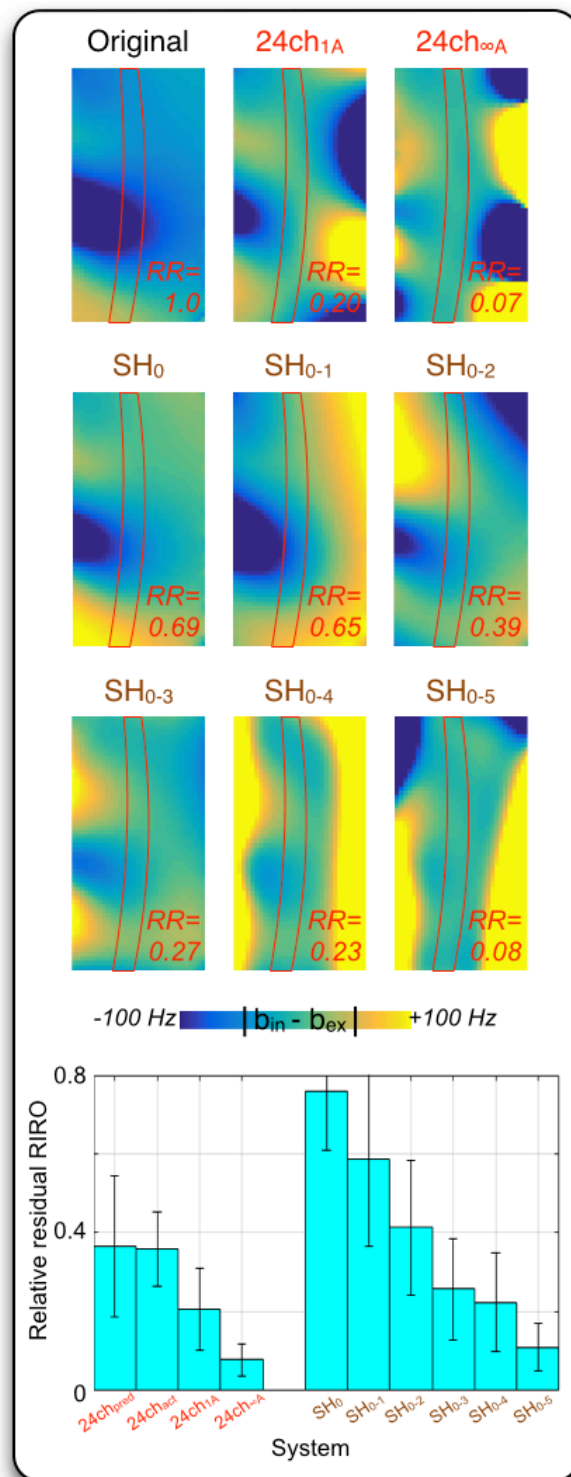 Original 24ch1A 24ch∞A
RR= RR= RR=
1.0 0.20 0.07
SH0 SH0-1 SH0-2
RR= RR= RR=
0.69 0.65 0.39
SH0-3 SH0-4 SH0-5
RR= RR= RR=
0.27 0.23 0.08
-100 Hz |bin - bex| +100 Hz
0.8
0.4
0
Relative residual RIRO
24chpred 24chact 24ch1A 24ch∞A SH0 SH0-1 SH0-2 SH0-3 SH0-4 SH0-5
System